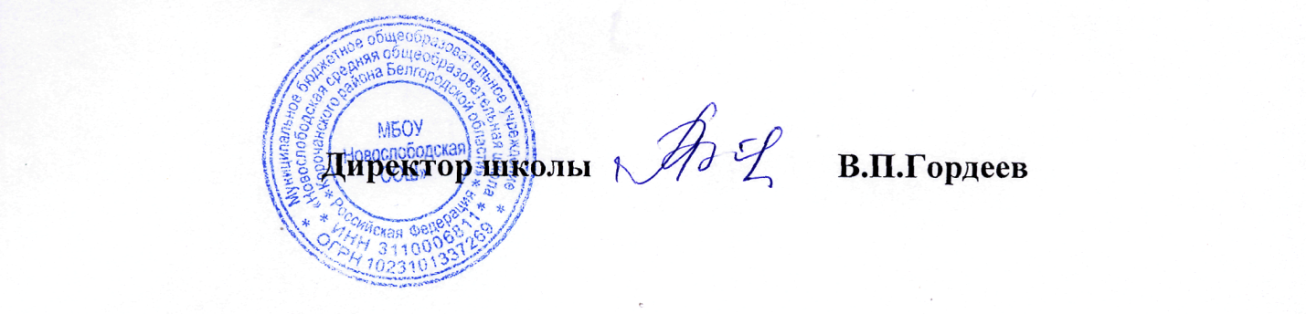 Муниципальное бюджетное общеобразовательное учреждение *
«Новослободская средняя общеобразовательная школа
Корочанского района Белгородской области» *
* Российская Федерация *
* ИНН 3110006811 *
ОГРН 1023101337269
МБОУ
«Новослободская
СОШ»
Директор школы В.П.Гордеев